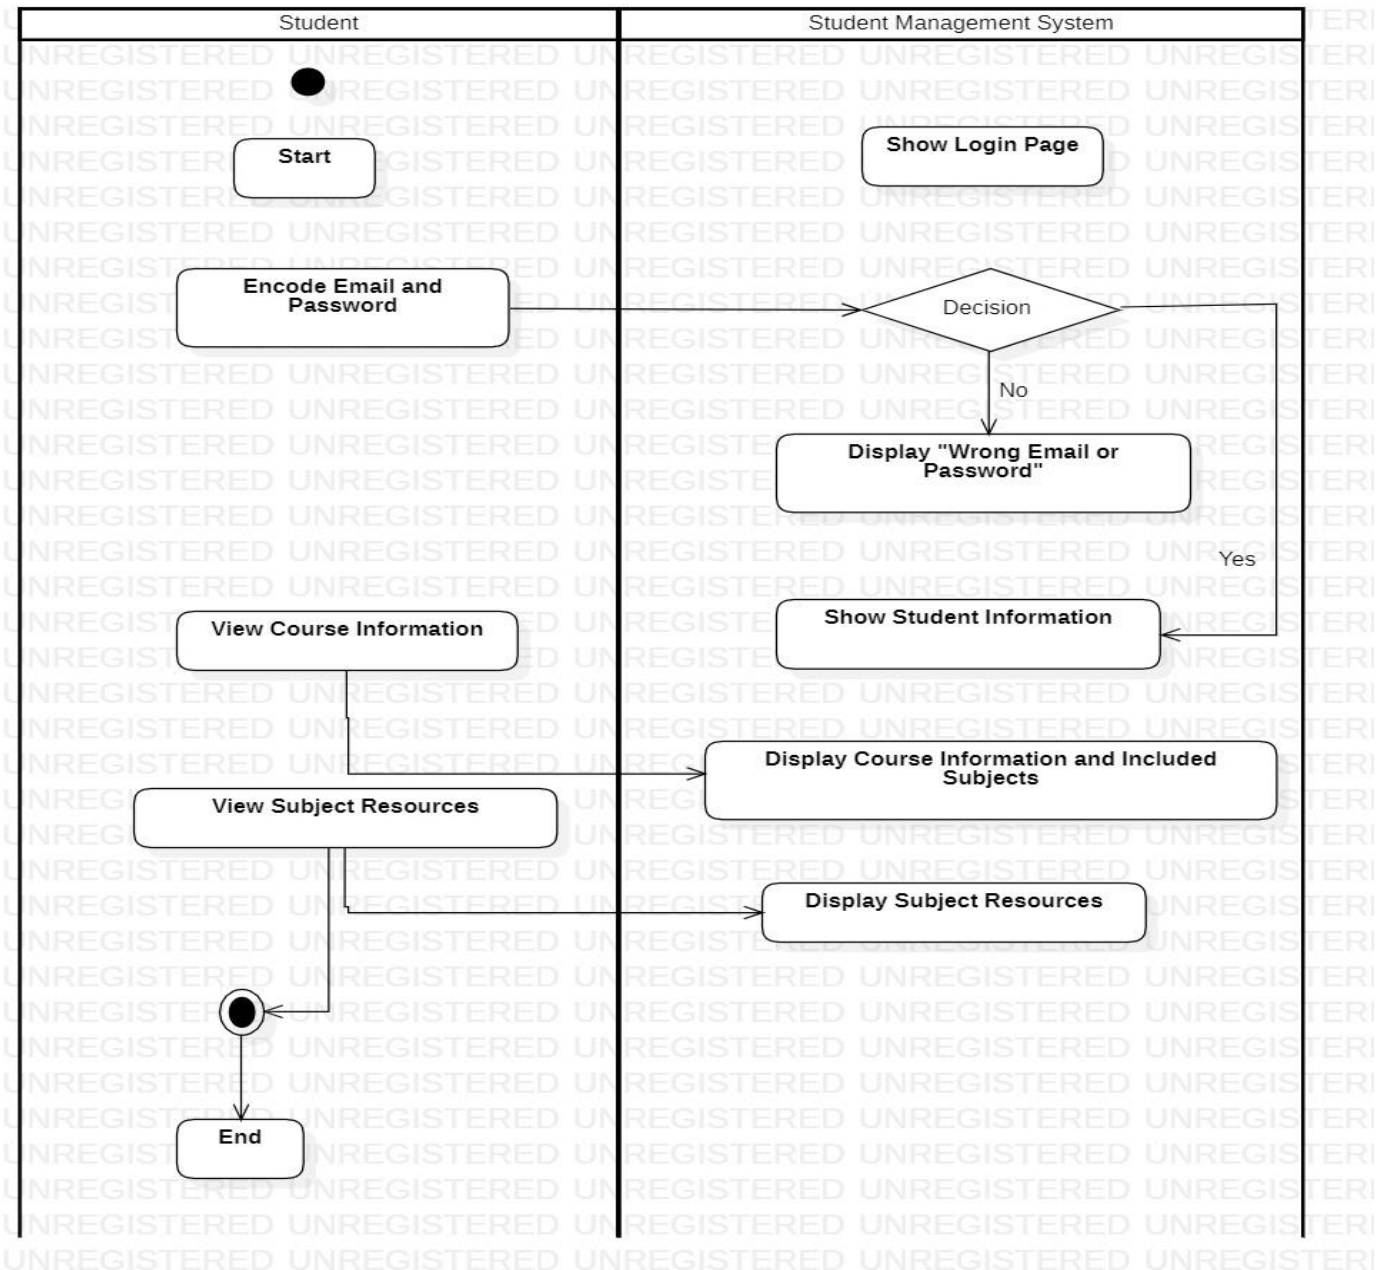 Student
Student Management System
Start
Show Login Page
Encode Email and
Password
Decision
No
Display "Wrong Email or
Password"
Yes
View Course Information
Show Student Information
Display Course Information and Included
Subjects
View Subject Resources
Display Subject Resources
End
UNREGISTERED